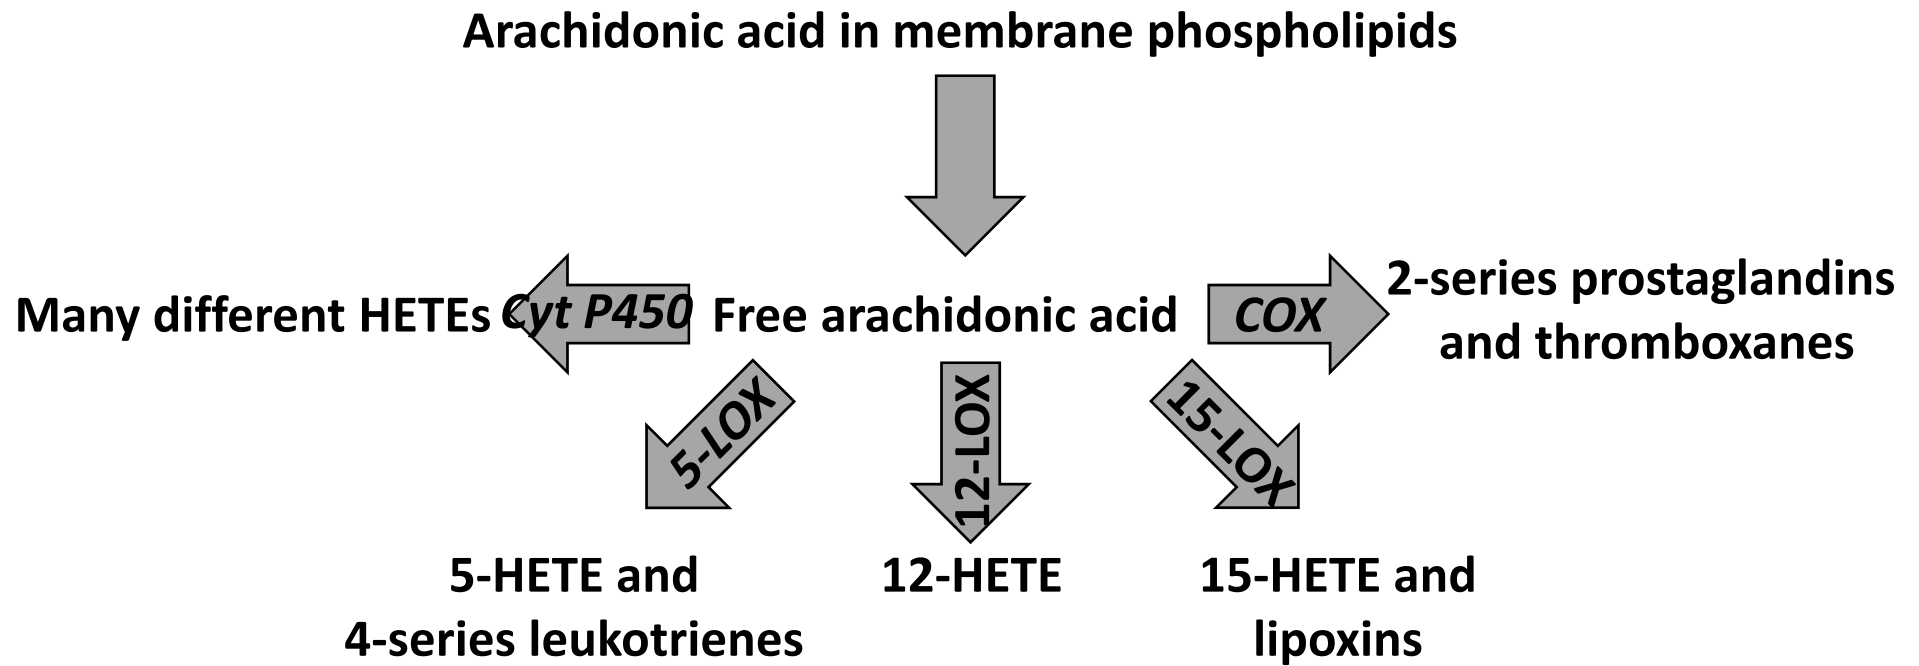 Arachidonic acid in membrane phospholipids
Many different HETEs
Cyt P450
Free arachidonic acid
COX
2-series prostaglandins
and thromboxanes
5-LOX
12-LOX
15-LOX
5-HETE and
4-series leukotrienes
12-HETE
15-HETE and
lipoxins